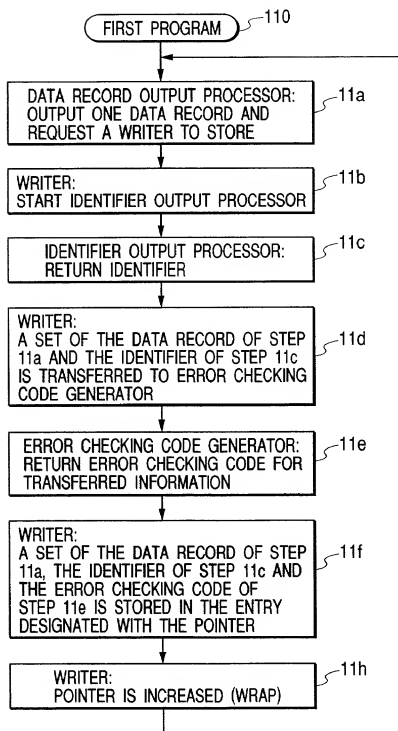 FIRST PROGRAM
110
DATA RECORD OUTPUT PROCESSOR:
OUTPUT ONE DATA RECORD AND
REQUEST A WRITER TO STORE
11a
WRITER:
START IDENTIFIER OUTPUT PROCESSOR
11b
IDENTIFIER OUTPUT PROCESSOR:
RETURN IDENTIFIER
11c
WRITER:
A SET OF THE DATA RECORD OF STEP
11a AND THE IDENTIFIER OF STEP 11c
IS TRANSFERRED TO ERROR CHECKING
CODE GENERATOR
11d
ERROR CHECKING CODE GENERATOR:
RETURN ERROR CHECKING CODE FOR
TRANSFERRED INFORMATION
11e
WRITER:
A SET OF THE DATA RECORD OF STEP
11a, THE IDENTIFIER OF STEP 11c AND
THE ERROR CHECKING CODE OF
STEP 11e IS STORED IN THE ENTRY
DESIGNATED WITH THE POINTER
11f
WRITER:
POINTER IS INCREASED (WRAP)
11h